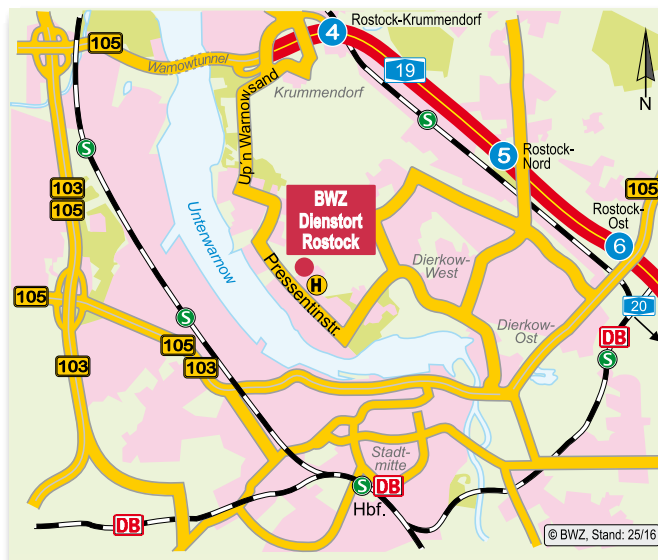 Rostock-Krummendorf
4
105
Warnowtunnel
19
Krummendorf
N
Up'n Warnowsand
S
S
5
Rostock-
Nord
103
105
105
BWZ
Dienstort
Rostock
Rostock-
Ost
6
Unterwarnow
H
Pressentinstr.
Dierkow-
West
105
20
Dierkow-
Ost
S
DB
S
105
103
103
Stadt-
mitte
S
DB
Hbf.
DB
© BWZ, Stand: 25/16